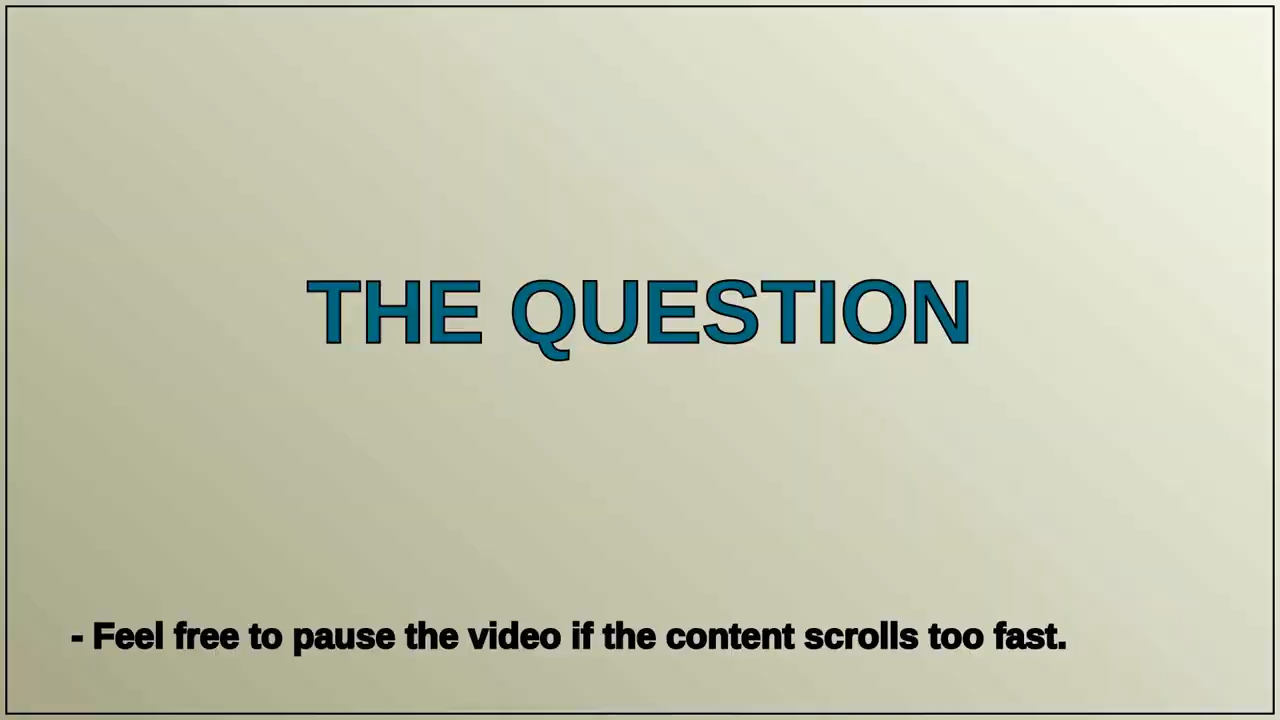 THE QUESTION
- Feel free to pause the video if the content scrolls too fast.